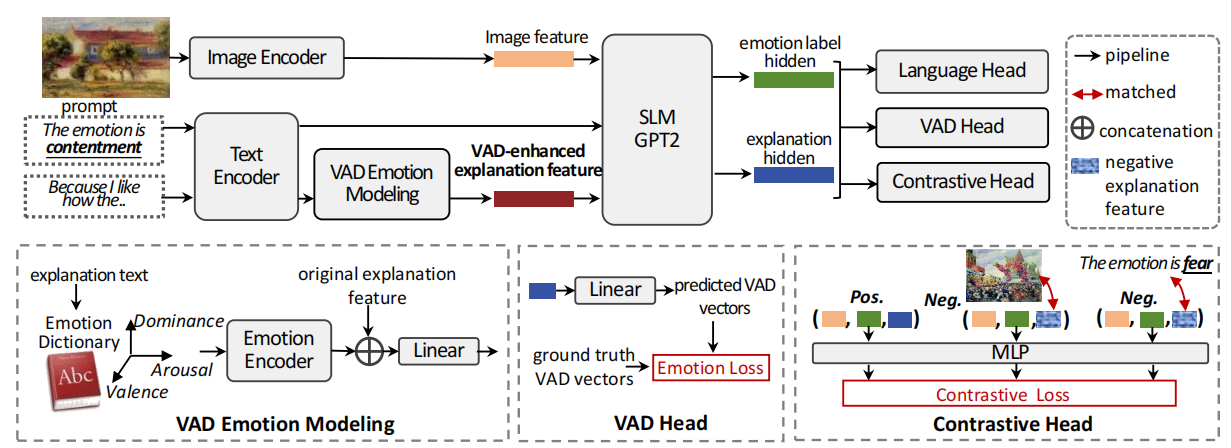 Image Encoder
Image feature
prompt
The emotion is
contentment
Because I like
how the..
Text
Encoder
VAD Emotion
Modeling
VAD-enhanced
explanation feature
SLM
GPT2
emotion label
hidden
explanation
hidden
Language Head
VAD Head
Contrastive Head
pipeline
matched
concatenation
negative
explanation
feature
explanation text
Emotion
Dictionary
Abc
Dominance
Arousal
Valence
original explanation
feature
Emotion
Encoder
Linear
VAD Emotion Modeling
Linear
predicted VAD
vectors
ground truth
VAD vectors
Emotion Loss
VAD Head
The emotion is fear
Pos.
Neg.
Neg.
( , , )
( , , )
( , , )
MLP
Contrastive Loss
Contrastive Head